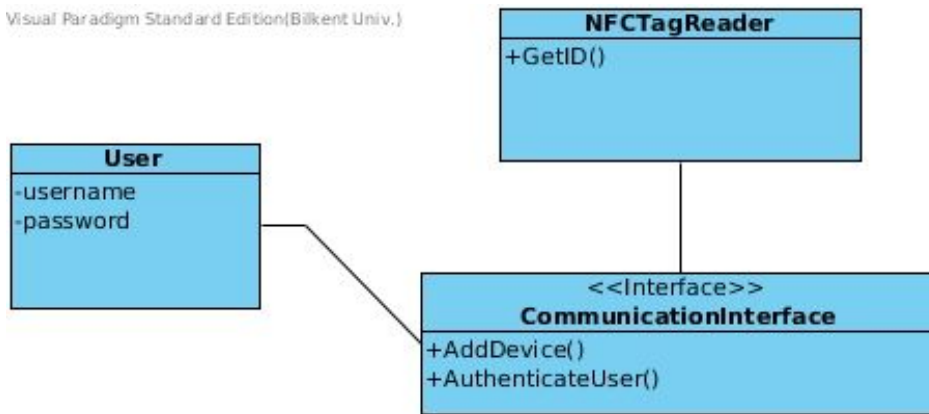 Visual Paradigm Standard Edition(Bilkent Univ.)
NFCTagReader
+GetID()
User
-username
-password
<<Interface>>
CommunicationInterface
+AddDevice()
+AuthenticateUser()